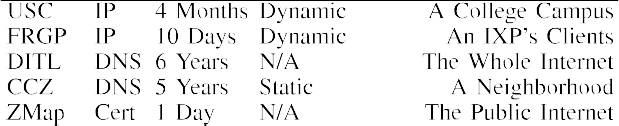 USC IP 4 Months Dynamic A College Campus
FRGP IP 10 Days Dynamic An IXP's Clients
DITL DNS 6 Years N/A The Whole Internet
CCZ DNS 5 Years Static A Neighborhood
ZMap Cert 1 Day N/A The Public Internet